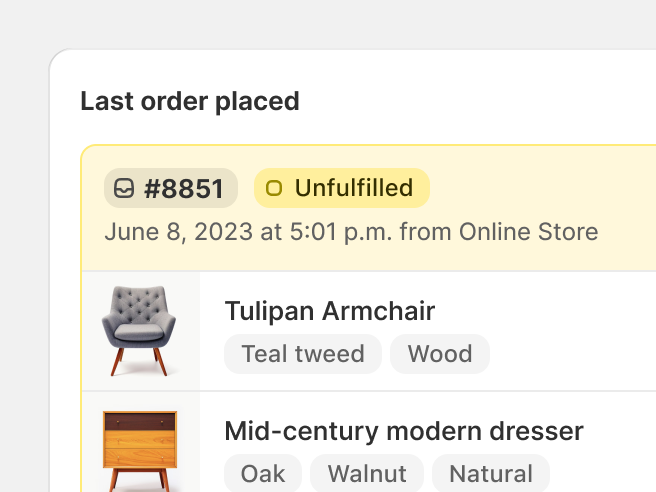 Last order placed
#8851 Unfulfilled
June 8, 2023 at 5:01 p.m. from Online Store
Tulipan Armchair
Teal tweed Wood
Mid-century modern dresser
Oak Walnut Natural